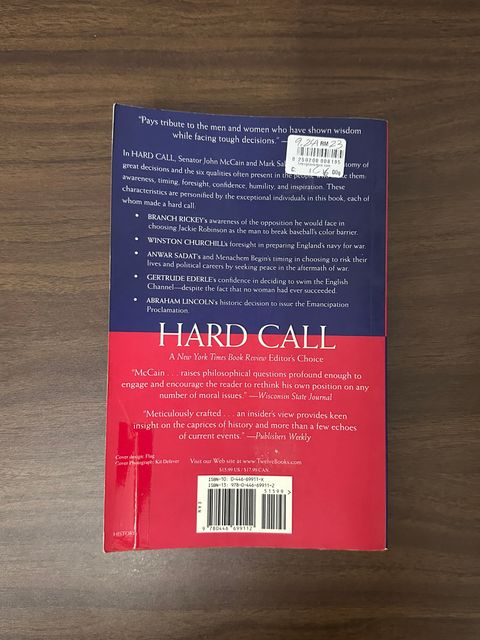 "Pays tribute to the men and women who have shown wisdom
while facing tough decisions." —
In HARD CALL, Senator John McCain and Mark Sal
great decisions and the six qualities often present in the people
awareness, timing, foresight, confidence, humility, and inspiration. These
characteristics are personified by the exceptional individuals in this book, each of
whom made a hard call.
• BRANCH RICKEY's awareness of the opposition he would face in
choosing Jackie Robinson as the man to break baseball's color barrier.
• WINSTON CHURCHILL's foresight in preparing England's navy for war.
• ANWAR SADAT's and Menachem Begin's timing in choosing to risk their
lives and political careers by seeking peace in the aftermath of war.
• GERTRUDE EDERLE's confidence in deciding to swim the English
Channel—despite the fact that no woman had ever succeeded.
• ABRAHAM LINCOLN's historic decision to issue the Emancipation
Proclamation.
HARD CALL
A New York Times Book Review Editor's Choice
"McCain . . . raises philosophical questions profound enough to
engage and encourage the reader to rethink his own position on any
number of moral issues." —Wisconsin State Journal
"Meticulously crafted . . . an insider's view provides keen
insight on the caprices of history and more than a few echoes
of current events." —Publishers Weekly
Cover design: Flag
Cover Photograph: Kit DeFever
Visit our Web site at www.TwelveBooks.com
$15.99 US / $17.99 CAN.
ISBN-10: 0-446-69911-X
ISBN-13: 978-0-446-69911-2
51599
EAN
9 780446 699112
HISTORY